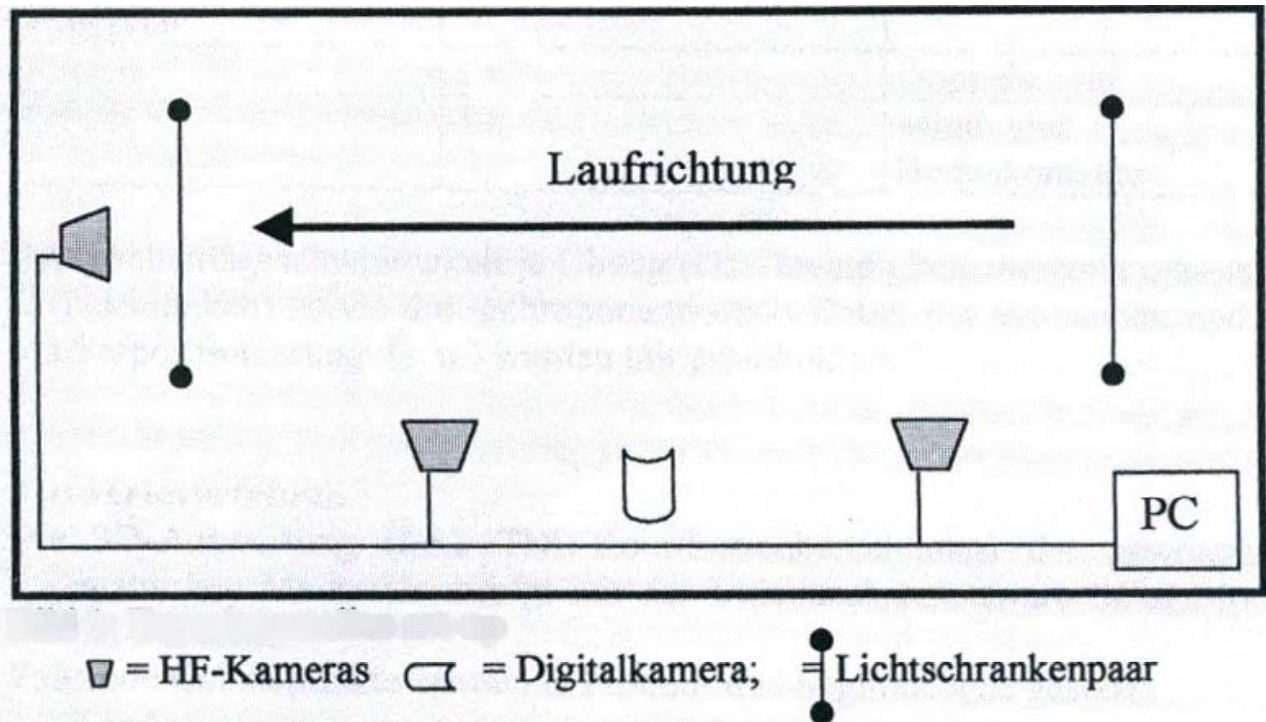 Laufrichtung
PC
= HF-Kameras = Digitalkamera; = Lichtschrankenpaar